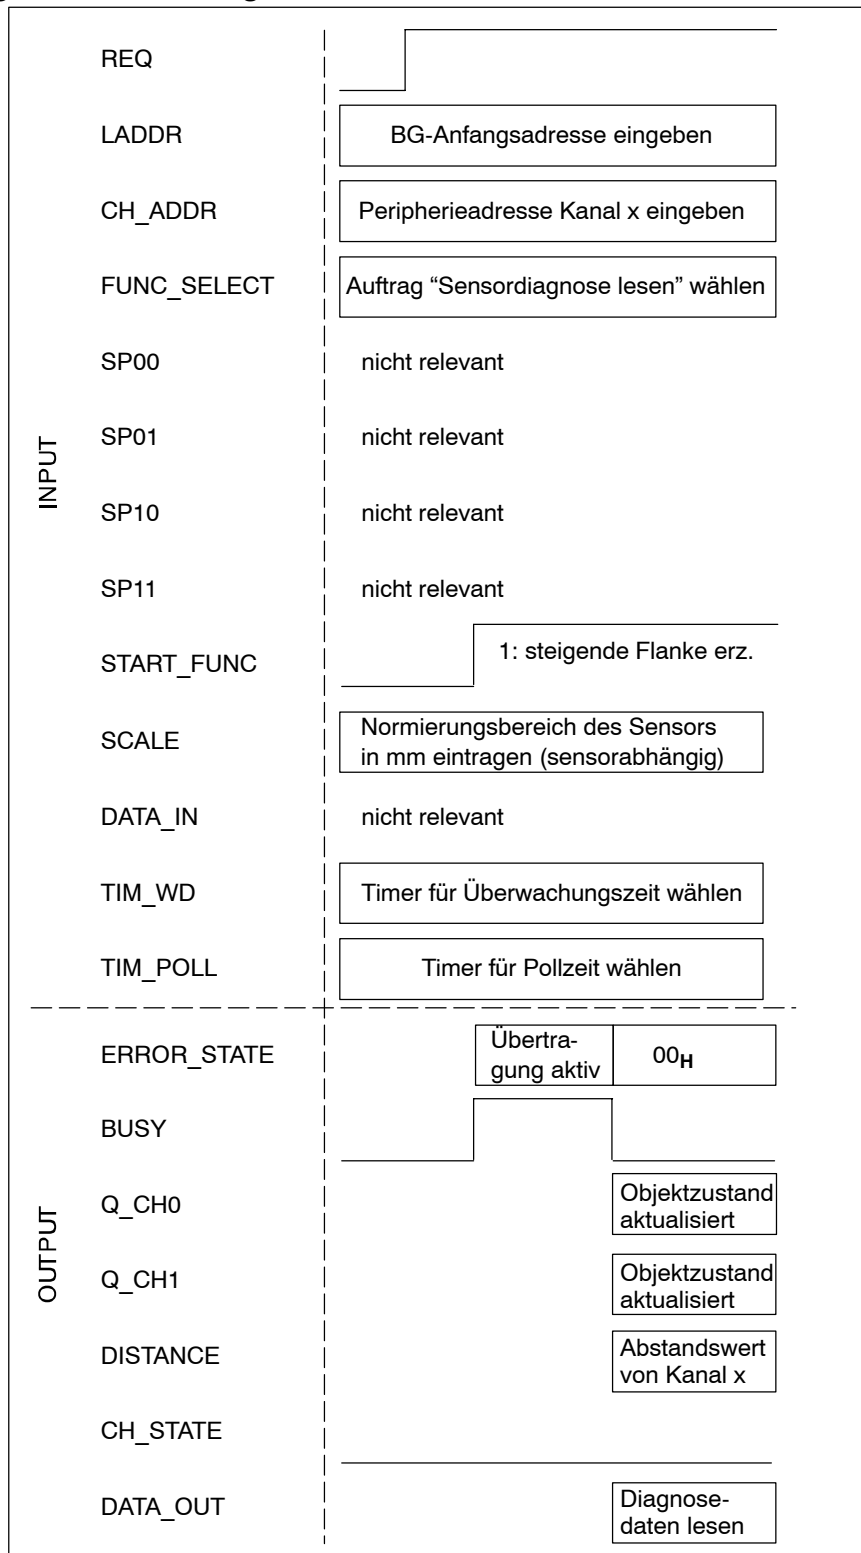 REQ
LADDR BG-Anfangsadresse eingeben
CH_ADDR Peripherieadresse Kanal x eingeben
FUNC_SELECT Auftrag “Sensordiagnose lesen” wählen
SP00 nicht relevant
SP01 nicht relevant
INPUT
SP10 nicht relevant
SP11 nicht relevant
START_FUNC 1: steigende Flanke erz.
SCALE Normierungsbereich des Sensors
in mm eintragen (sensorabhängig)
DATA_IN nicht relevant
TIM_WD Timer für Überwachungszeit wählen
TIM_POLL Timer für Pollzeit wählen
ERROR_STATE Übertra-
gung aktiv 00H
BUSY
Q_CH0 Objektzustand
aktualisiert
OUTPUT
Q_CH1 Objektzustand
aktualisiert
DISTANCE Abstandswert
von Kanal x
CH_STATE
DATA_OUT Diagnose-
daten lesen